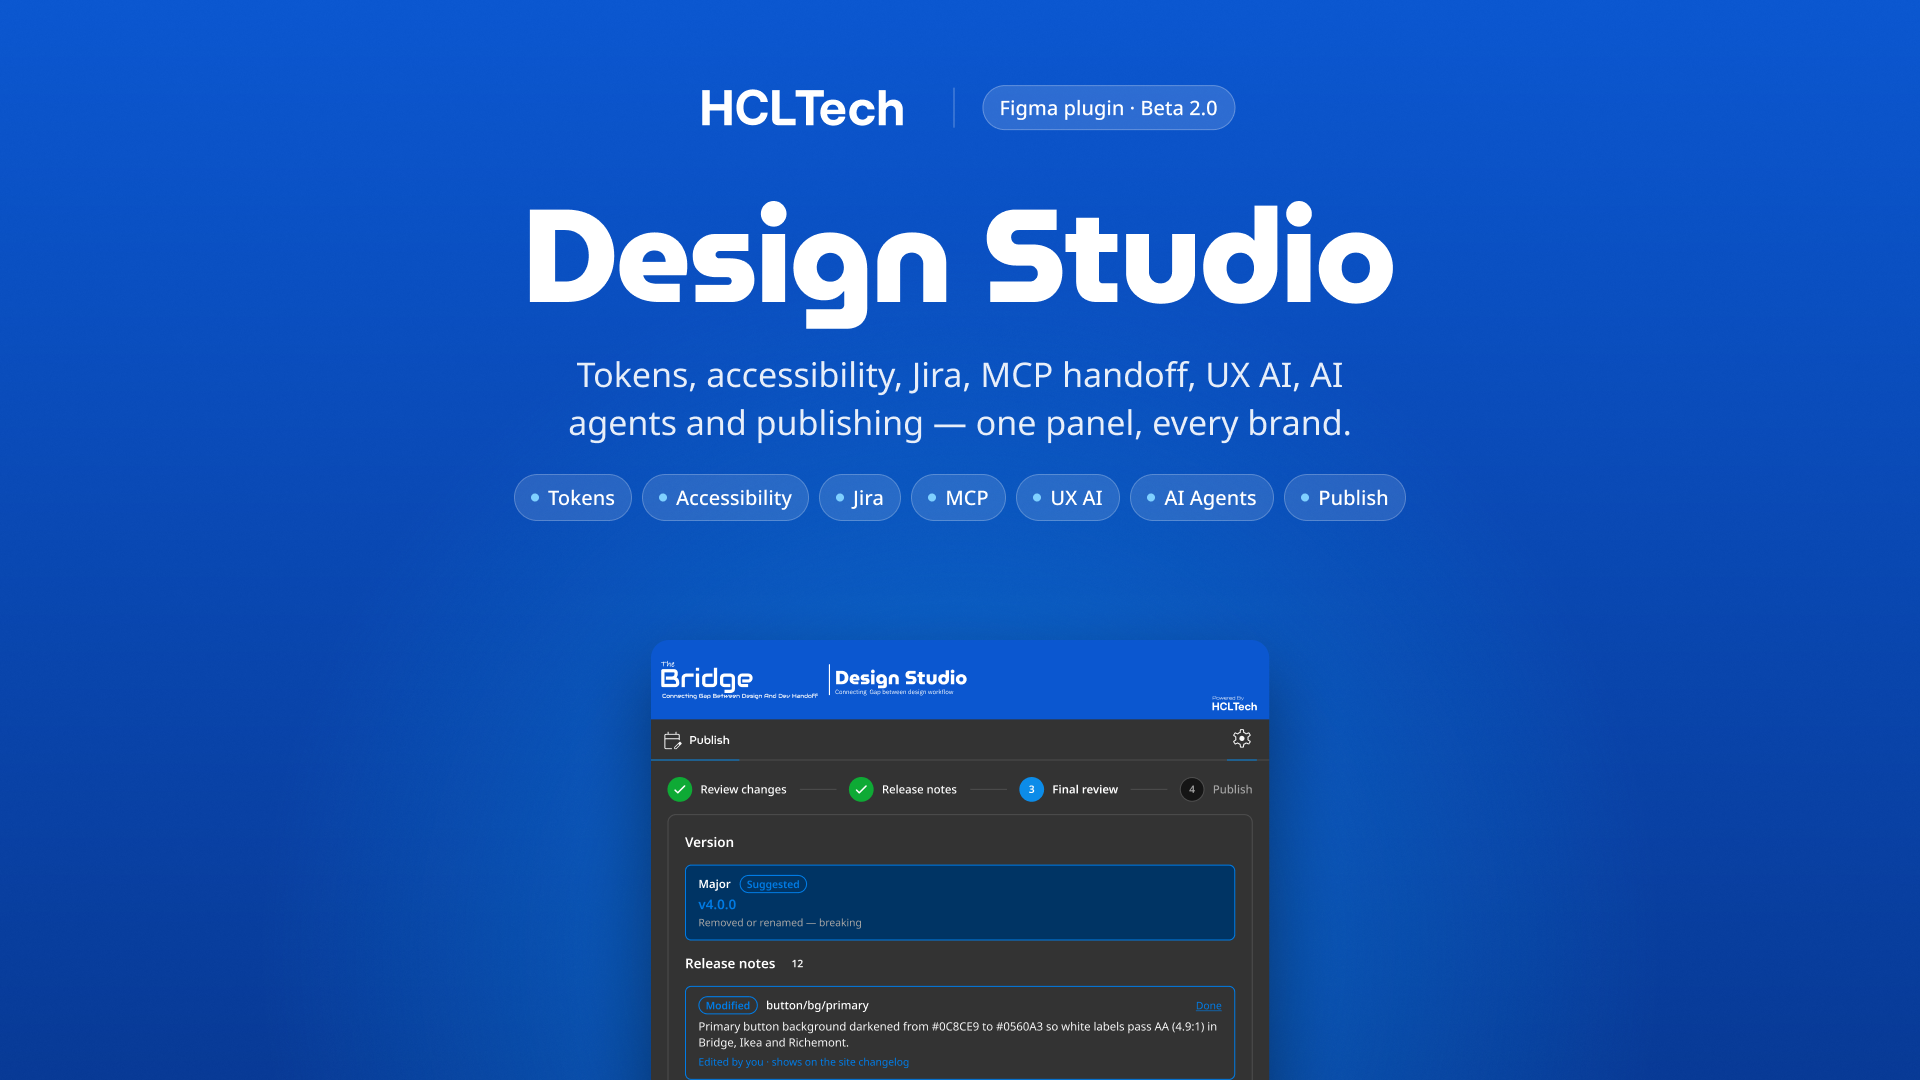 HCLTech
Figma plugin · Beta 2.0
Design Studio
Tokens, accessibility, Jira, MCP handoff, UX AI, AI
agents and publishing — one panel, every brand.
Tokens
Accessibility
Jira
MCP
UX AI
AI Agents
Publish
The
Bridge
Connecting Gap Between Design And Dev Handoff
Design Studio
Connecting Gap between design workflow
Powered By
HCLTech
Publish
Review changes
Release notes
3 Final review
4 Publish
Version
Major Suggested
v4.0.0
Removed or renamed — breaking
Release notes 12
Modified button/bg/primary Done
Primary button background darkened from #0C8CE9 to #0560A3 so white labels pass AA (4.9:1) in
Bridge, Ikea and Richemont.
Edited by you · shows on the site changelog